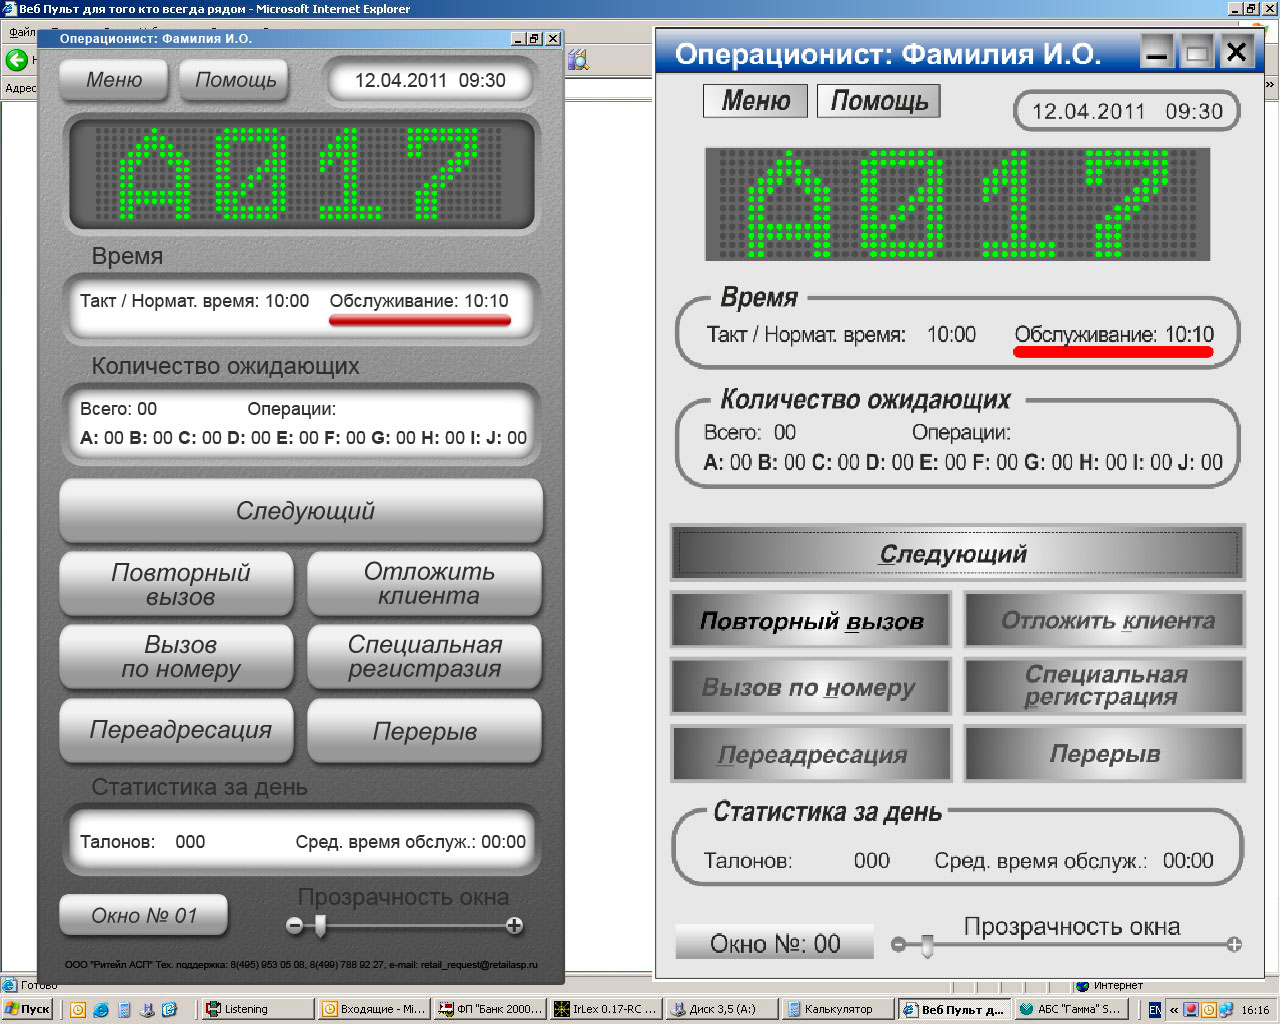 Веб Пульт для того кто всегда рядом - Microsoft Internet Explorer
Файл
Адрес
»
Операционист: Фамилия И.О.
Меню Помощь 12.04.2011 09:30
А017
Время
Такт / Нормат. время: 10:00 Обслуживание: 10:10
Количество ожидающих
Всего: 00 Операции:
A: 00 B: 00 C: 00 D: 00 E: 00 F: 00 G: 00 H: 00 I: J: 00
Следующий
Повторный
вызов
Отложить
клиента
Вызов
по номеру
Специальная
регистразия
Переадресация
Перерыв
Статистика за день
Талонов: 000 Сред. время обслуж.: 00:00
Окно № 01
Прозрачность окна
ООО "Ритейл АСП" Тех. поддержка: 8(495) 953 05 08, 8(499) 788 92 27, e-mail: retail_request@retailasp.ru
Операционист: Фамилия И.О.
Меню Помощь 12.04.2011 09:30
А017
Время
Такт / Нормат. время: 10:00 Обслуживание: 10:10
Количество ожидающих
Всего: 00 Операции:
A: 00 B: 00 C: 00 D: 00 E: 00 F: 00 G: 00 H: 00 I: 00 J: 00
Следующий
Повторный вызов
Отложить клиента
Вызов по номеру
Специальная
регистрация
Переадресация
Перерыв
Статистика за день
Талонов: 000 Сред. время обслуж.: 00:00
Окно №: 00
Прозрачность окна
Готово Интернет
Пуск Listening Входящие - Mi... ФП "Банк 2000... IrLex 0.17-RC ... Диск 3,5 (A:) Калькулятор Веб Пульт д... АБС "Гамма" S... EN « 16:16